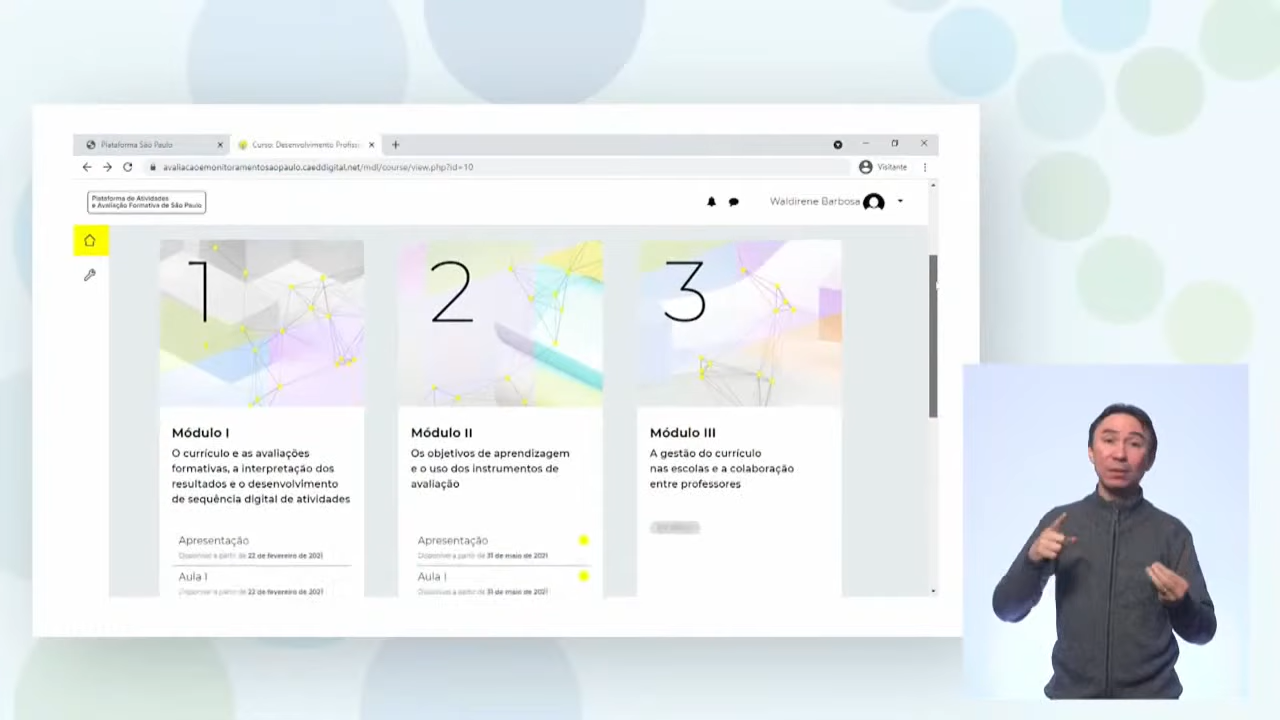 Plataforma São Paulo
Curso: Desenvolvimento Profiss
avaliacaoemonitoramentosaopaulo.caeddigital.net/mdl/course/view.php?id=10
Visitante
Plataforma de Atividades
e Avaliação Formativa de São Paulo
Waldirene Barbosa
1
2
3
Módulo I
O currículo e as avaliações
formativas, a interpretação dos
resultados e o desenvolvimento
de sequência digital de atividades
Apresentação
Disponível a partir de 22 de fevereiro de 2021
Aula 1
Disponível a partir de 22 de fevereiro de 2021
Módulo II
Os objetivos de aprendizagem
e o uso dos instrumentos de
avaliação
Apresentação
Disponível a partir de 31 de maio de 2021
Aula 1
Disponível a partir de 31 de maio de 2021
Módulo III
A gestão do currículo
nas escolas e a colaboração
entre professores